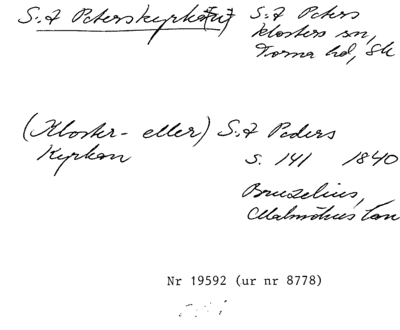 S:t Peterskyrka(n) S:t Peters
klosters sn,
Torna hd, Sk
(Kloster- eller) S:t Peders
Kyrkan s. 141 1840
Bruzelius,
Malmöhus län
Nr 19592 (ur nr 8778)